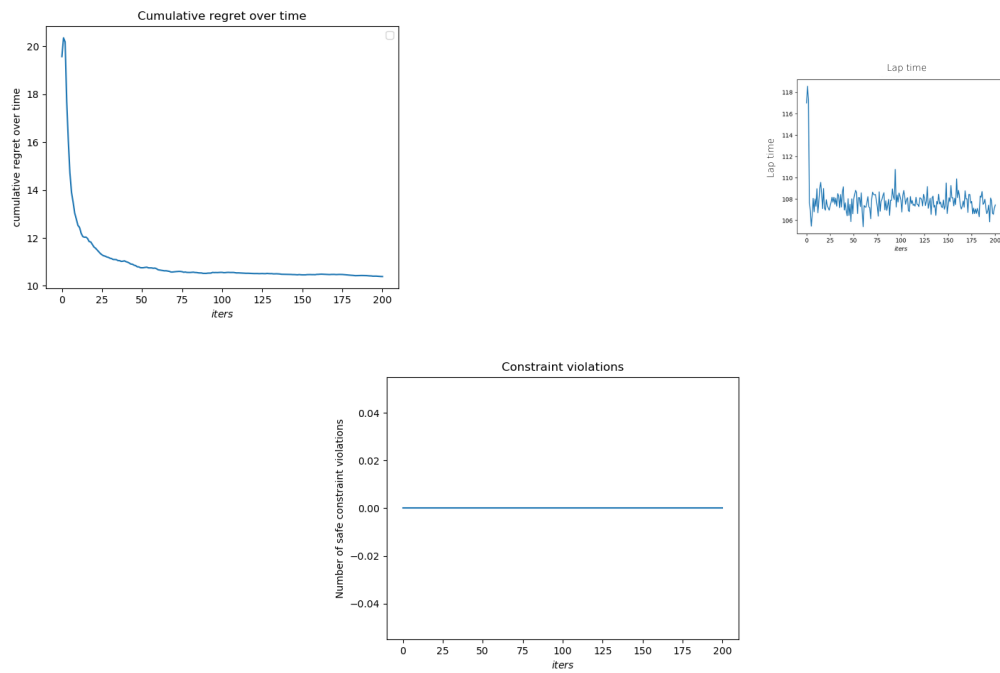 Cumulative regret over time
cumulative regret over time
20
18
16
14
12
10
0 25 50 75 100 125 150 175 200
iters
Lap time
Lap time
118
116
114
112
110
108
106
0 25 50 75 100 125 150 175 200
iters
Constraint violations
Number of safe constraint violations
0.04
0.02
0.00
−0.02
−0.04
0 25 50 75 100 125 150 175 200
iters